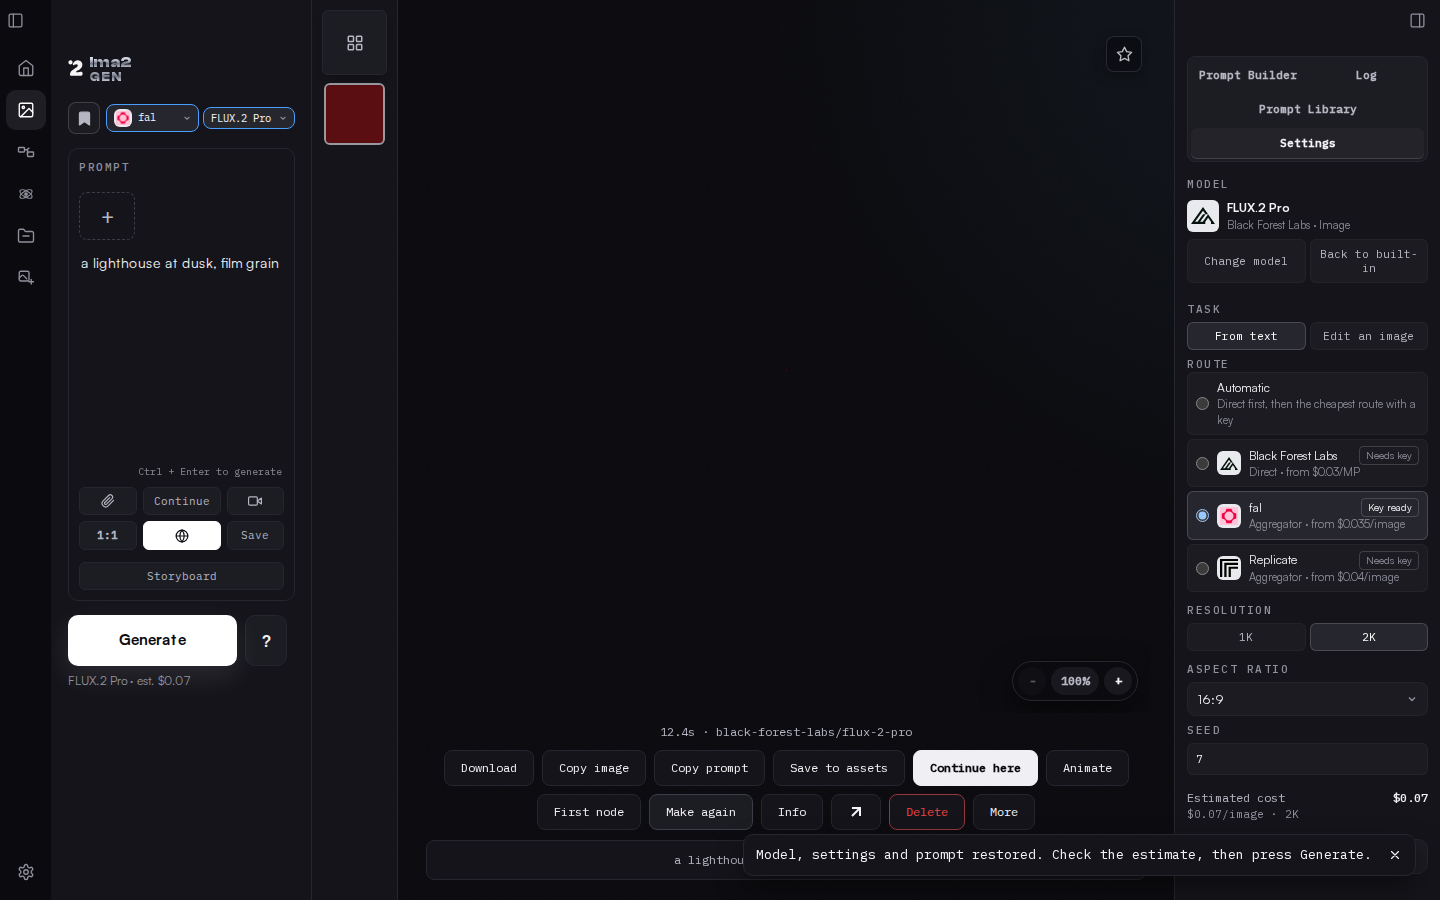 Ima2
GEN
fal
FLUX.2 Pro
PROMPT
+
a lighthouse at dusk, film grain
Ctrl + Enter to generate
Continue
1:1
Save
Storyboard
Generate
?
FLUX.2 Pro • est. $0.07
-
100%
+
12.4s · black-forest-labs/flux-2-pro
Download
Copy image
Copy prompt
Save to assets
Continue here
Animate
First node
Make again
Info
Delete
More
a lighthou
Model, settings and prompt restored. Check the estimate, then press Generate.
Prompt Builder
Log
Prompt Library
Settings
MODEL
FLUX.2 Pro
Black Forest Labs • Image
Change model
Back to built-
in
TASK
From text
Edit an image
ROUTE
Automatic
Direct first, then the cheapest route with a
key
Black Forest Labs
Needs key
Direct • from $0.03/MP
fal
Key ready
Aggregator • from $0.035/image
Replicate
Needs key
Aggregator • from $0.04/image
RESOLUTION
1K
2K
ASPECT RATIO
16:9
SEED
7
Estimated cost
$0.07
$0.07/image · 2K